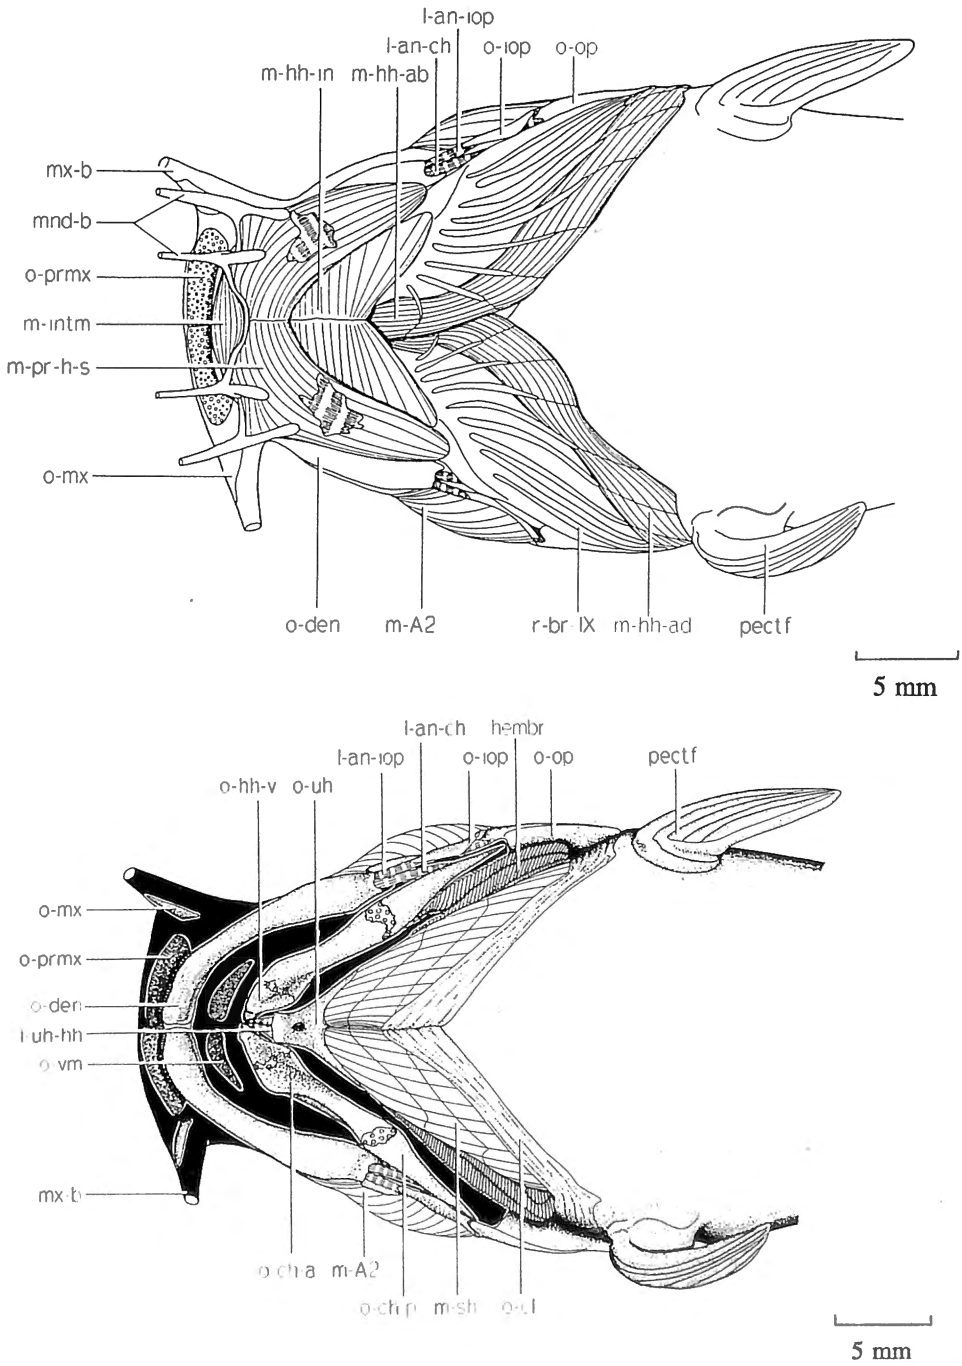 l-an-iop
l-an-ch o-iop o-op
m-hh-in m-hh-ab
mx-b
mnd-b
o-prmx
m-intm
m-pr-h-s
o-mx
o-den m-A2 r-br-IX m-hh-ad pectf
5 mm
l-an-ch hembr
l-an-iop o-iop o-op pectf
o-hh-v o-uh
o-mx
o-prmx
o-den
l-uh-hh
o-vm
mx-b
o-ch-a m-A2
o-ch-p m-sh o-cl
5 mm